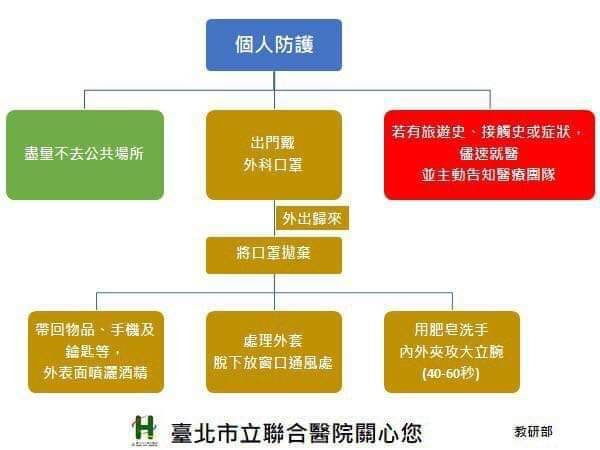 個人防護
盡量不去公共場所
出門戴
外科口罩
若有旅遊史、接觸史或症狀，
儘速就醫
並主動告知醫療團隊
外出歸來
將口罩拋棄
帶回物品、手機及
鑰匙等，
外表面噴灑酒精
處理外套
脫下放窗口通風處
用肥皂洗手
內外夾攻大立腕
(40-60秒)
臺北市立聯合醫院關心您
教研部